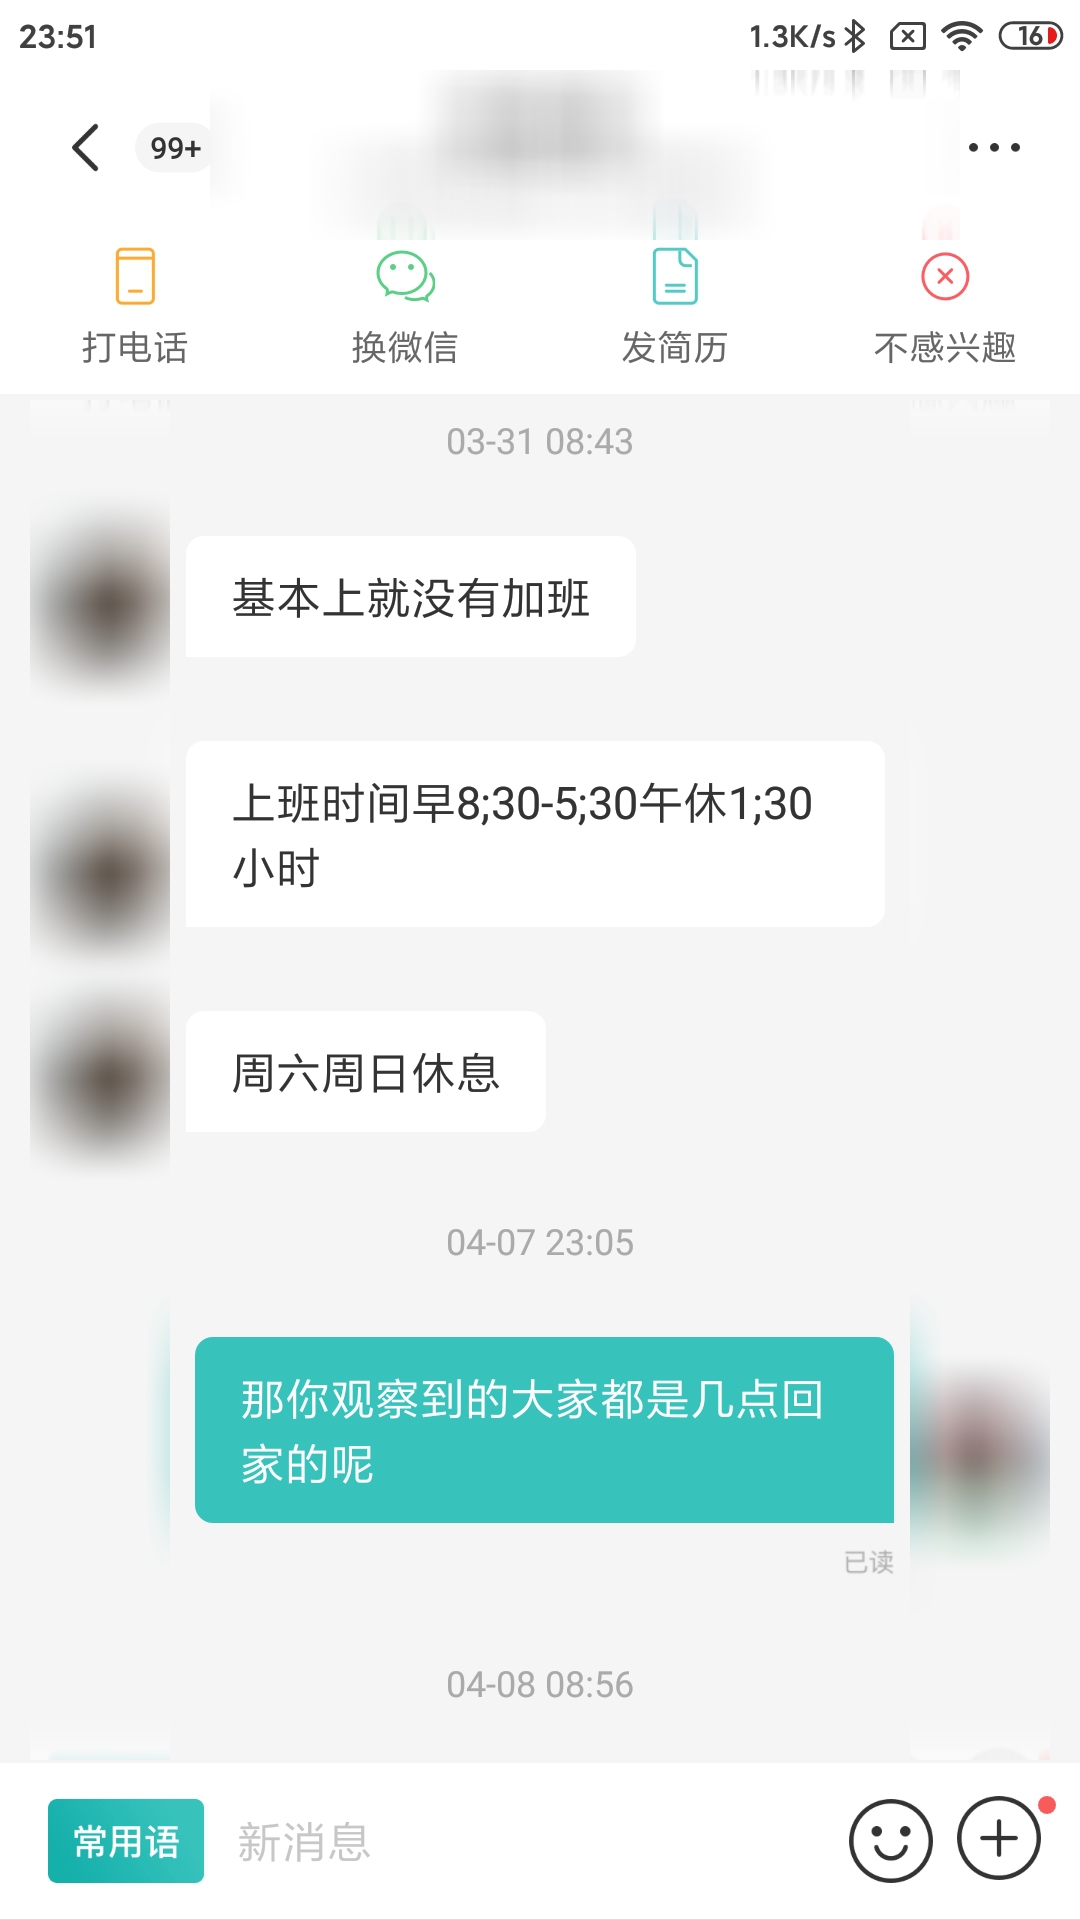 23:51
1.3K/s
16
99+
打电话
换微信
发简历
不感兴趣
03-31 08:43
基本上就没有加班
上班时间早8;30-5;30午休1;30
小时
周六周日休息
04-07 23:05
那你观察到的大家都是几点回
家的呢
已读
04-08 08:56
常用语
新消息